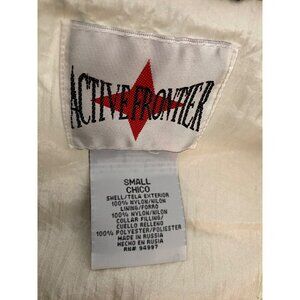 ACTIVE FRONTIER
SMALL
CHICO
SHELL/TELA EXTERIOR
100% NYLON/NILON
LINING/FORRO
100% NYLON/NILON
COLLAR FILLING/
CUELLO RELLENO
100% POLYESTER/POLIESTER
MADE IN RUSSIA
HECHO EN RUSIA
RN# 94997